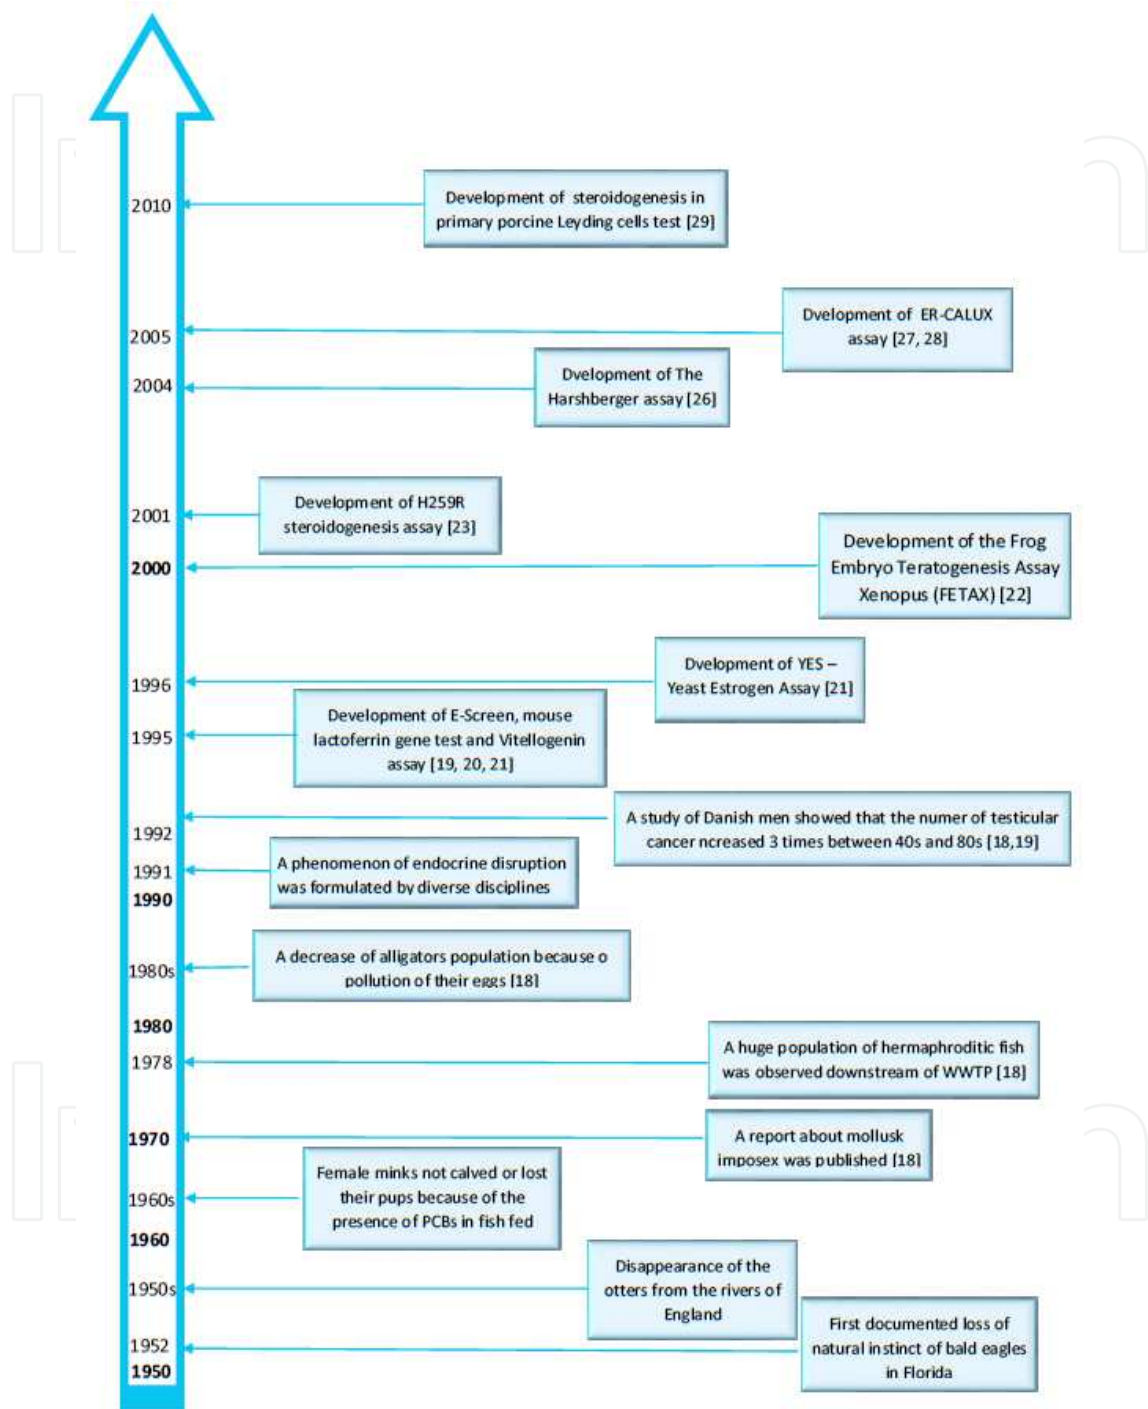 2010
Development of steroidogenesis in
primary porcine Leyding cells test [29]
Dvelopment of ER-CALUX
assay [27, 28]
2005
2004
Dvelopment of The
Harshberger assay [26]
Development of H259R
steroidogenesis assay [23]
2001
2000
Development of the Frog
Embryo Teratogenesis Assay
Xenopus (FETAX) [22]
Dvelopment of YES –
Yeast Estrogen Assay [21]
1996
Development of E-Screen, mouse
lactoferrin gene test and Vitellogenin
assay [19, 20, 21]
1995
A study of Danish men showed that the numer of testicular
cancer ncreased 3 times between 40s and 80s [18,19]
1992
A phenomenon of endocrine disruption
was formulated by diverse disciplines
1991
1990
A decrease of alligators population because o
pollution of their eggs [18]
1980s
1980
A huge population of hermaphroditic fish
was observed downstream of WWTP [18]
1978
1970
A report about mollusk
imposex was published [18]
Female minks not calved or lost
their pups because of the
presence of PCBs in fish fed
1960s
1960
Disappearance of the
otters from the rivers of
England
1950s
First documented loss of
natural instinct of bald eagles
in Florida
1952
1950